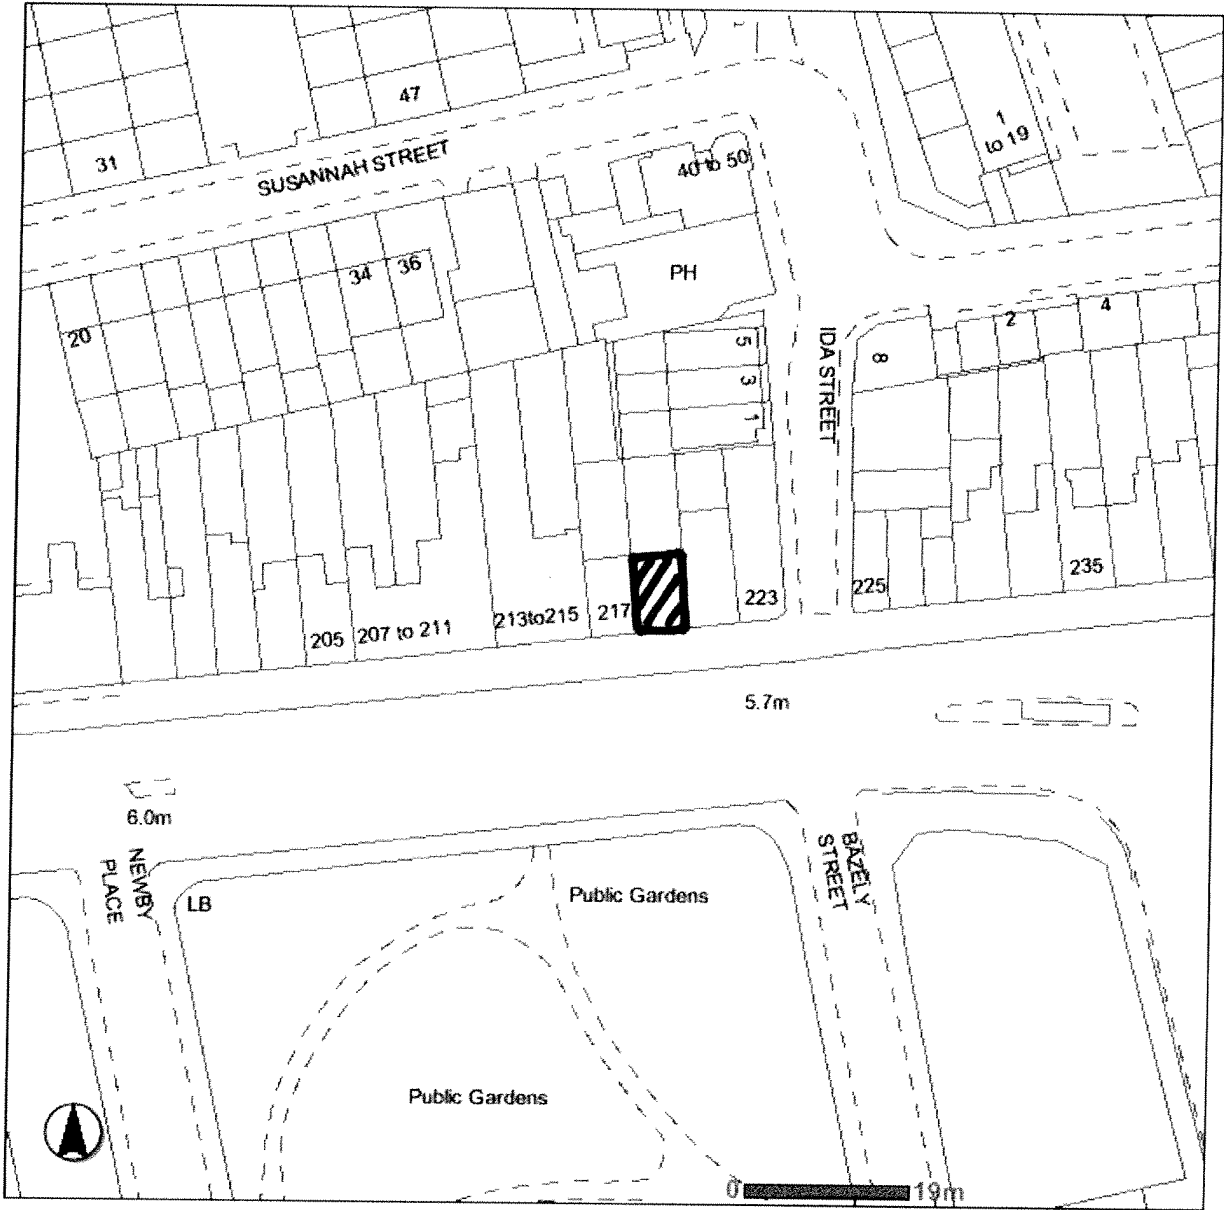 47
31
SUSANNAH STREET
1
to 19
40 to 50
34
36
PH
20
5
3
1
IDA STREET
8
2
4
205
207 to 211
213to215
217
223
225
235
5.7m
6.0m
NEWBY
PLACE
LB
Public Gardens
BAZELY
STREET
Public Gardens
0
19m